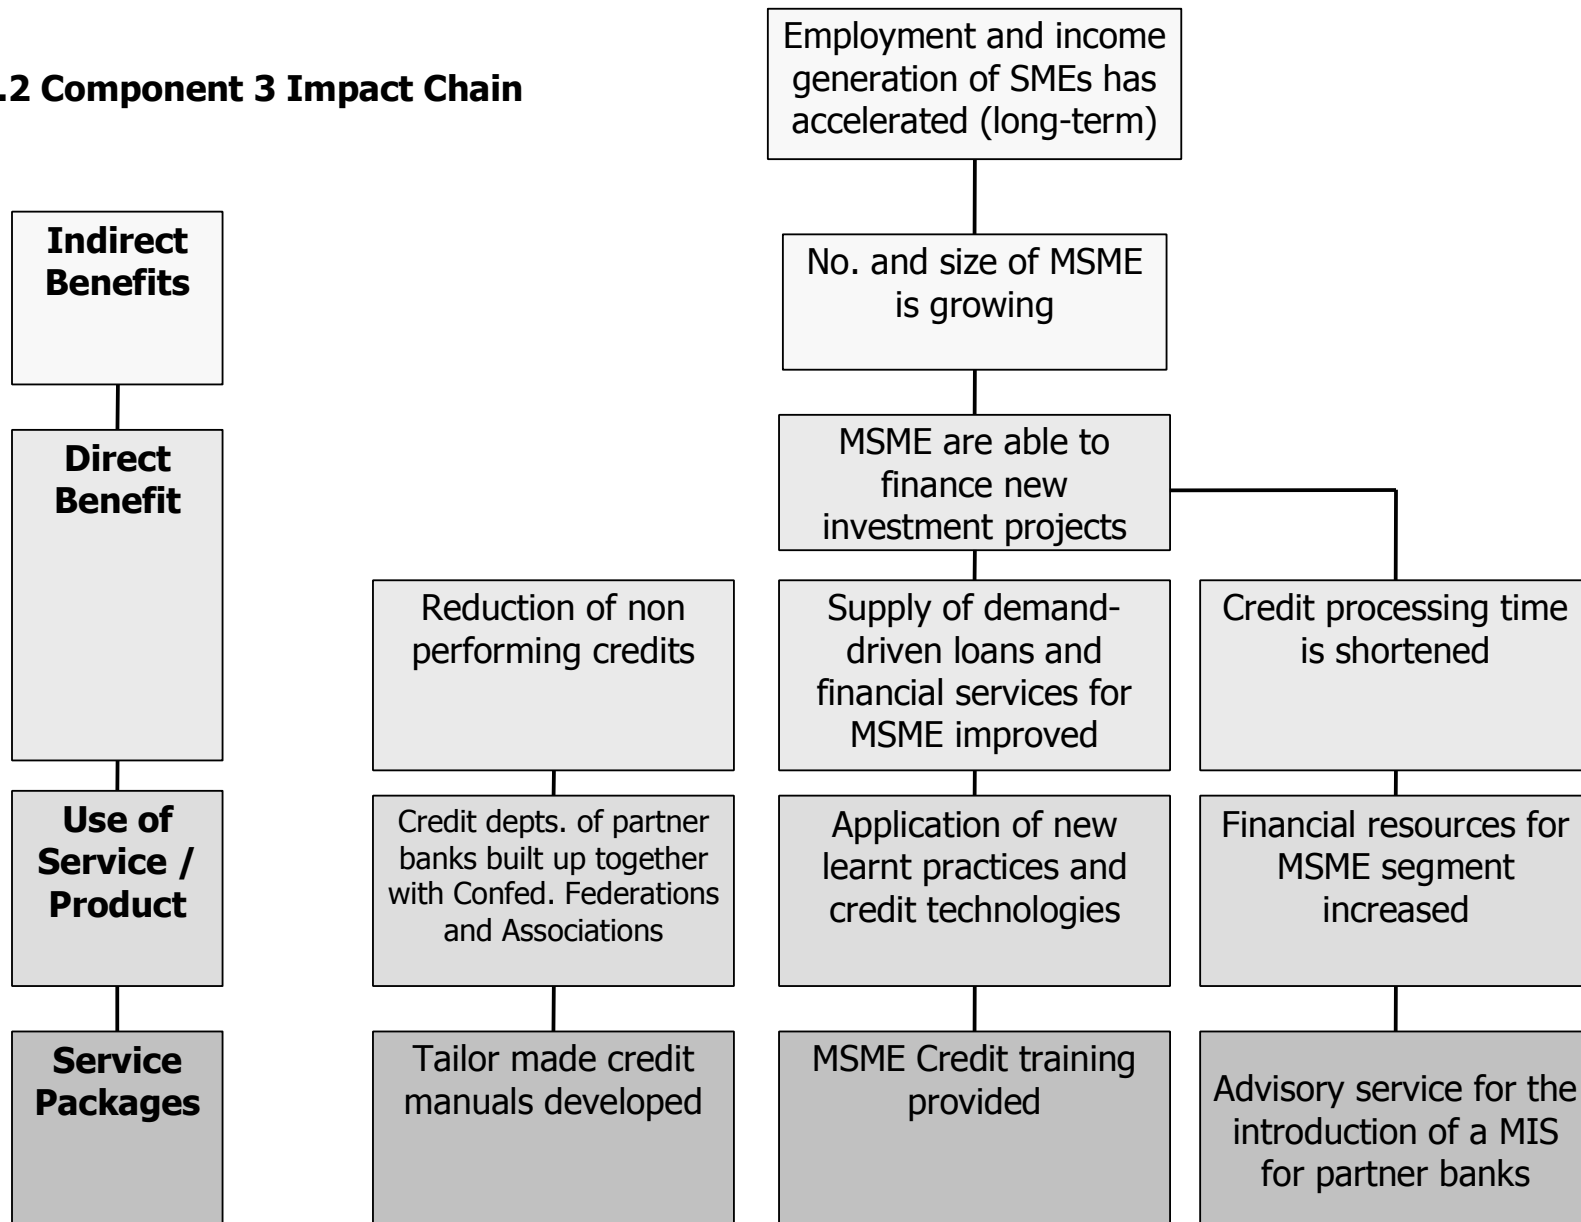 .2 Component 3 Impact Chain
Employment and income
generation of SMEs has
accelerated (long-term)
Indirect
Benefits
No. and size of MSME
is growing
Direct
Benefit
MSME are able to
finance new
investment projects
Reduction of non
performing credits
Supply of demand-
driven loans and
financial services for
MSME improved
Credit processing time
is shortened
Use of
Service /
Product
Credit depts. of partner
banks built up together
with Confed. Federations
and Associations
Application of new
learnt practices and
credit technologies
Financial resources for
MSME segment
increased
Service
Packages
Tailor made credit
manuals developed
MSME Credit training
provided
Advisory service for the
introduction of a MIS
for partner banks